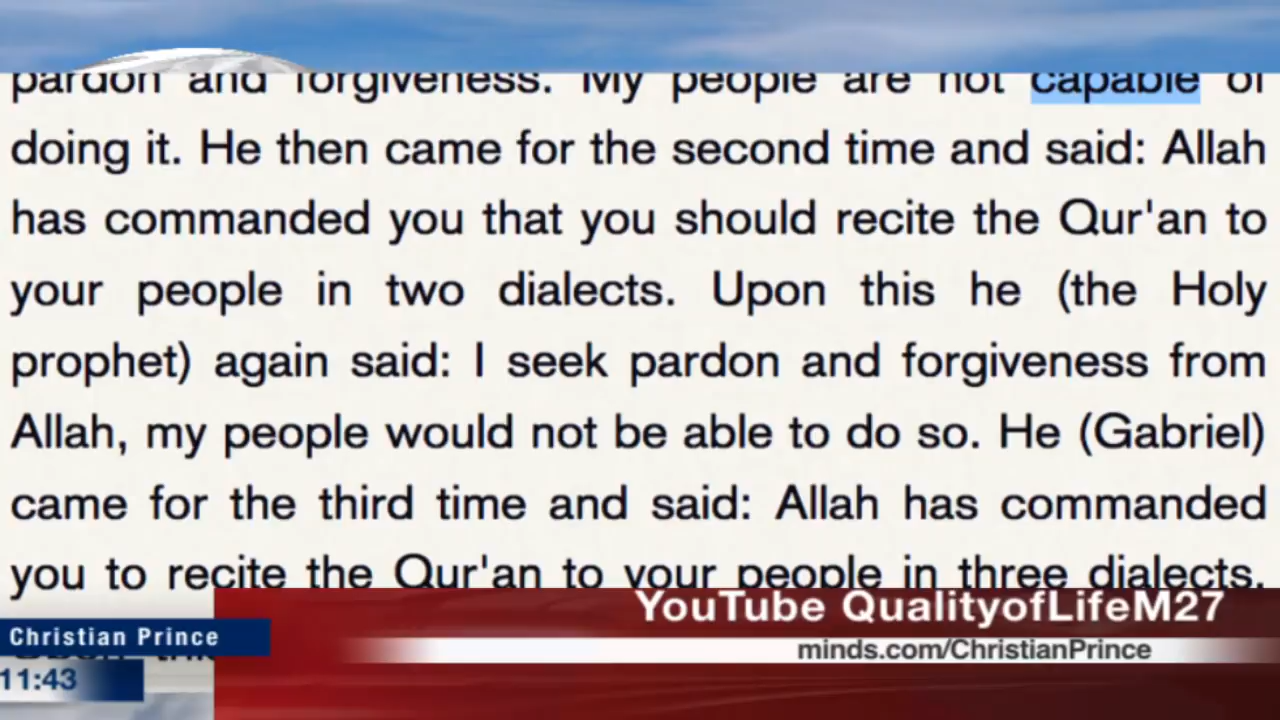 pardon and forgiveness. My people are not capable of
doing it. He then came for the second time and said: Allah
has commanded you that you should recite the Qur'an to
your people in two dialects. Upon this he (the Holy
prophet) again said: I seek pardon and forgiveness from
Allah, my people would not be able to do so. He (Gabriel)
came for the third time and said: Allah has commanded
you to recite the Qur'an to your people in three dialects.
YouTube QualityofLifeM27
Christian Prince
minds.com/ChristianPrince
11:43